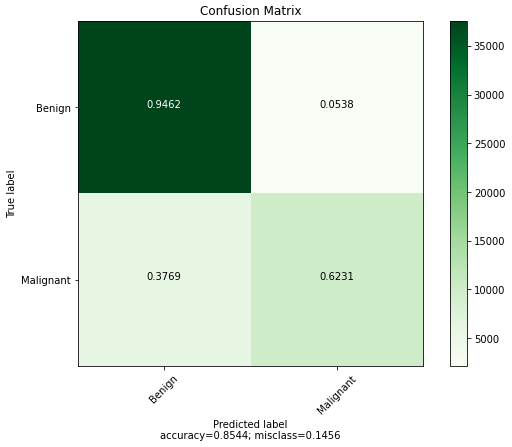 Confusion Matrix
Benign
0.9462
0.0538
Malignant
0.3769
0.6231
True label
Benign
Malignant
Predicted label
accuracy=0.8544; misclass=0.1456
35000
30000
25000
20000
15000
10000
5000